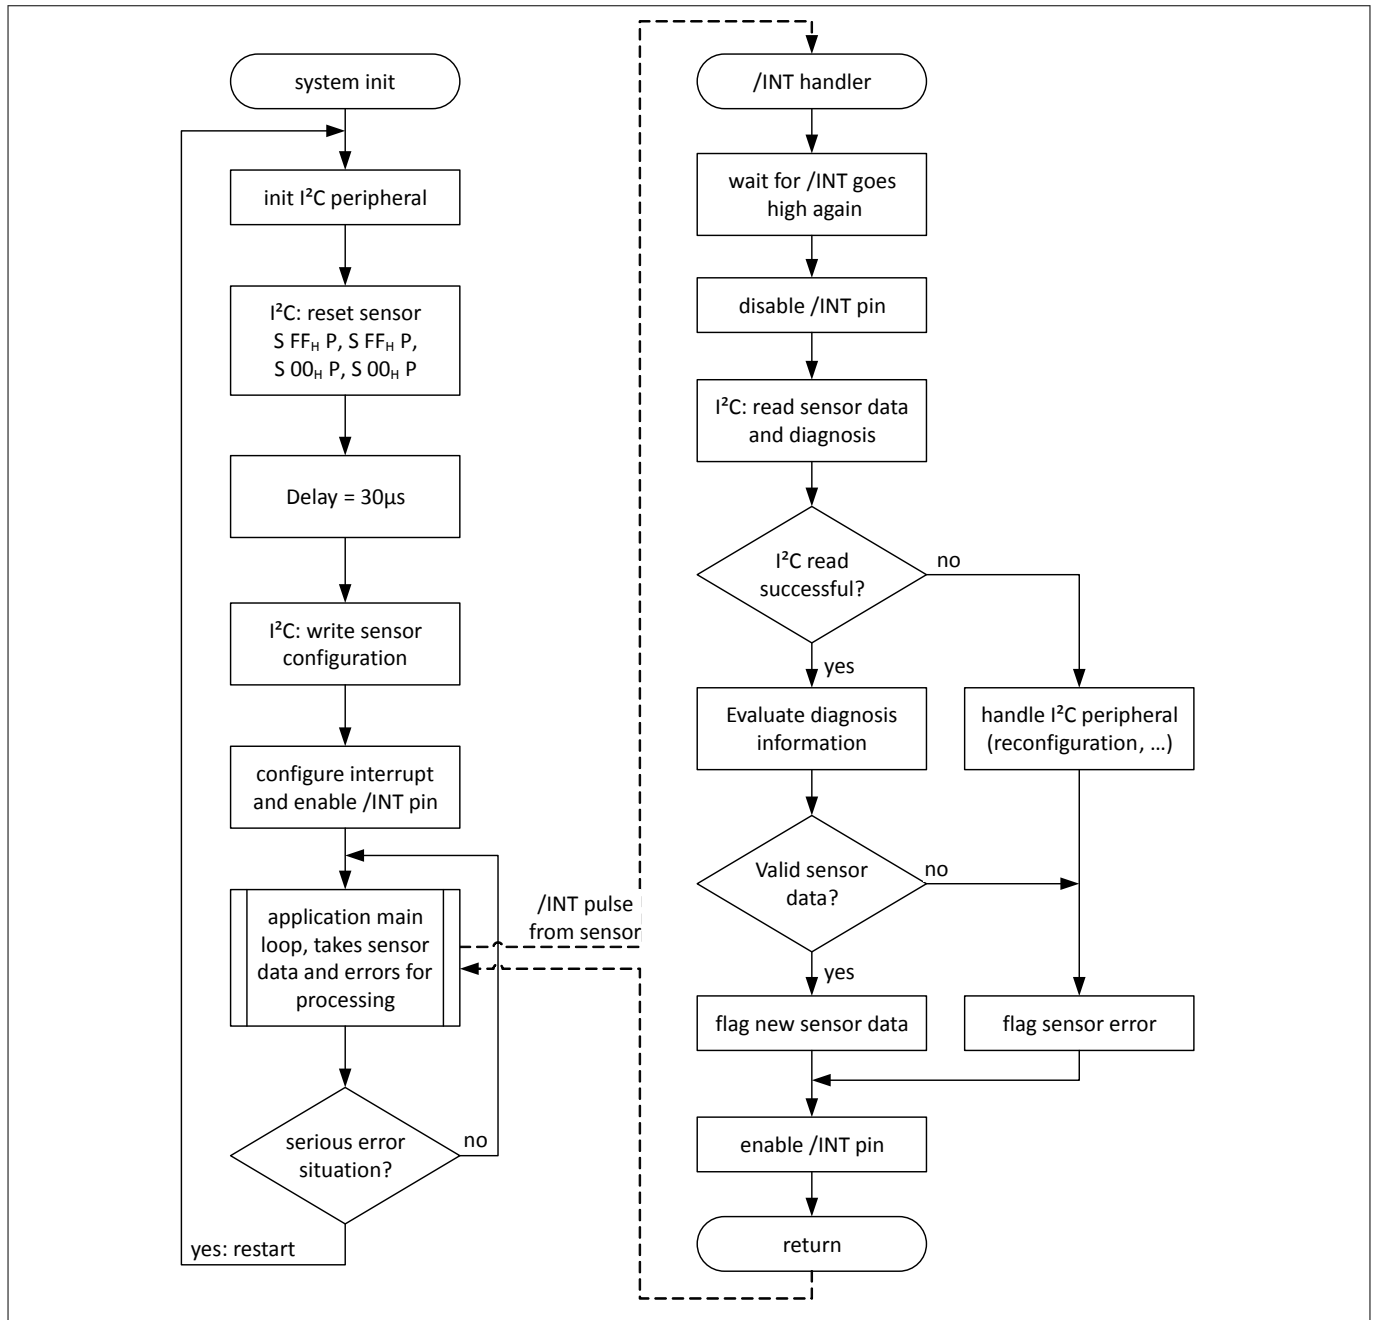 system init
init I²C peripheral
I²C: reset sensor
S FFH P, S FFH P,
S 00H P, S 00H P
Delay = 30µs
I²C: write sensor
configuration
configure interrupt
and enable /INT pin
application main
loop, takes sensor
data and errors for
processing
serious error
situation?
no
yes: restart
/INT pulse
from sensor
/INT handler
wait for /INT goes
high again
disable /INT pin
I²C: read sensor data
and diagnosis
I²C read
successful?
no
yes
Evaluate diagnosis
information
handle I²C peripheral
(reconfiguration, ...)
Valid sensor
data?
no
yes
flag new sensor data
flag sensor error
enable /INT pin
return